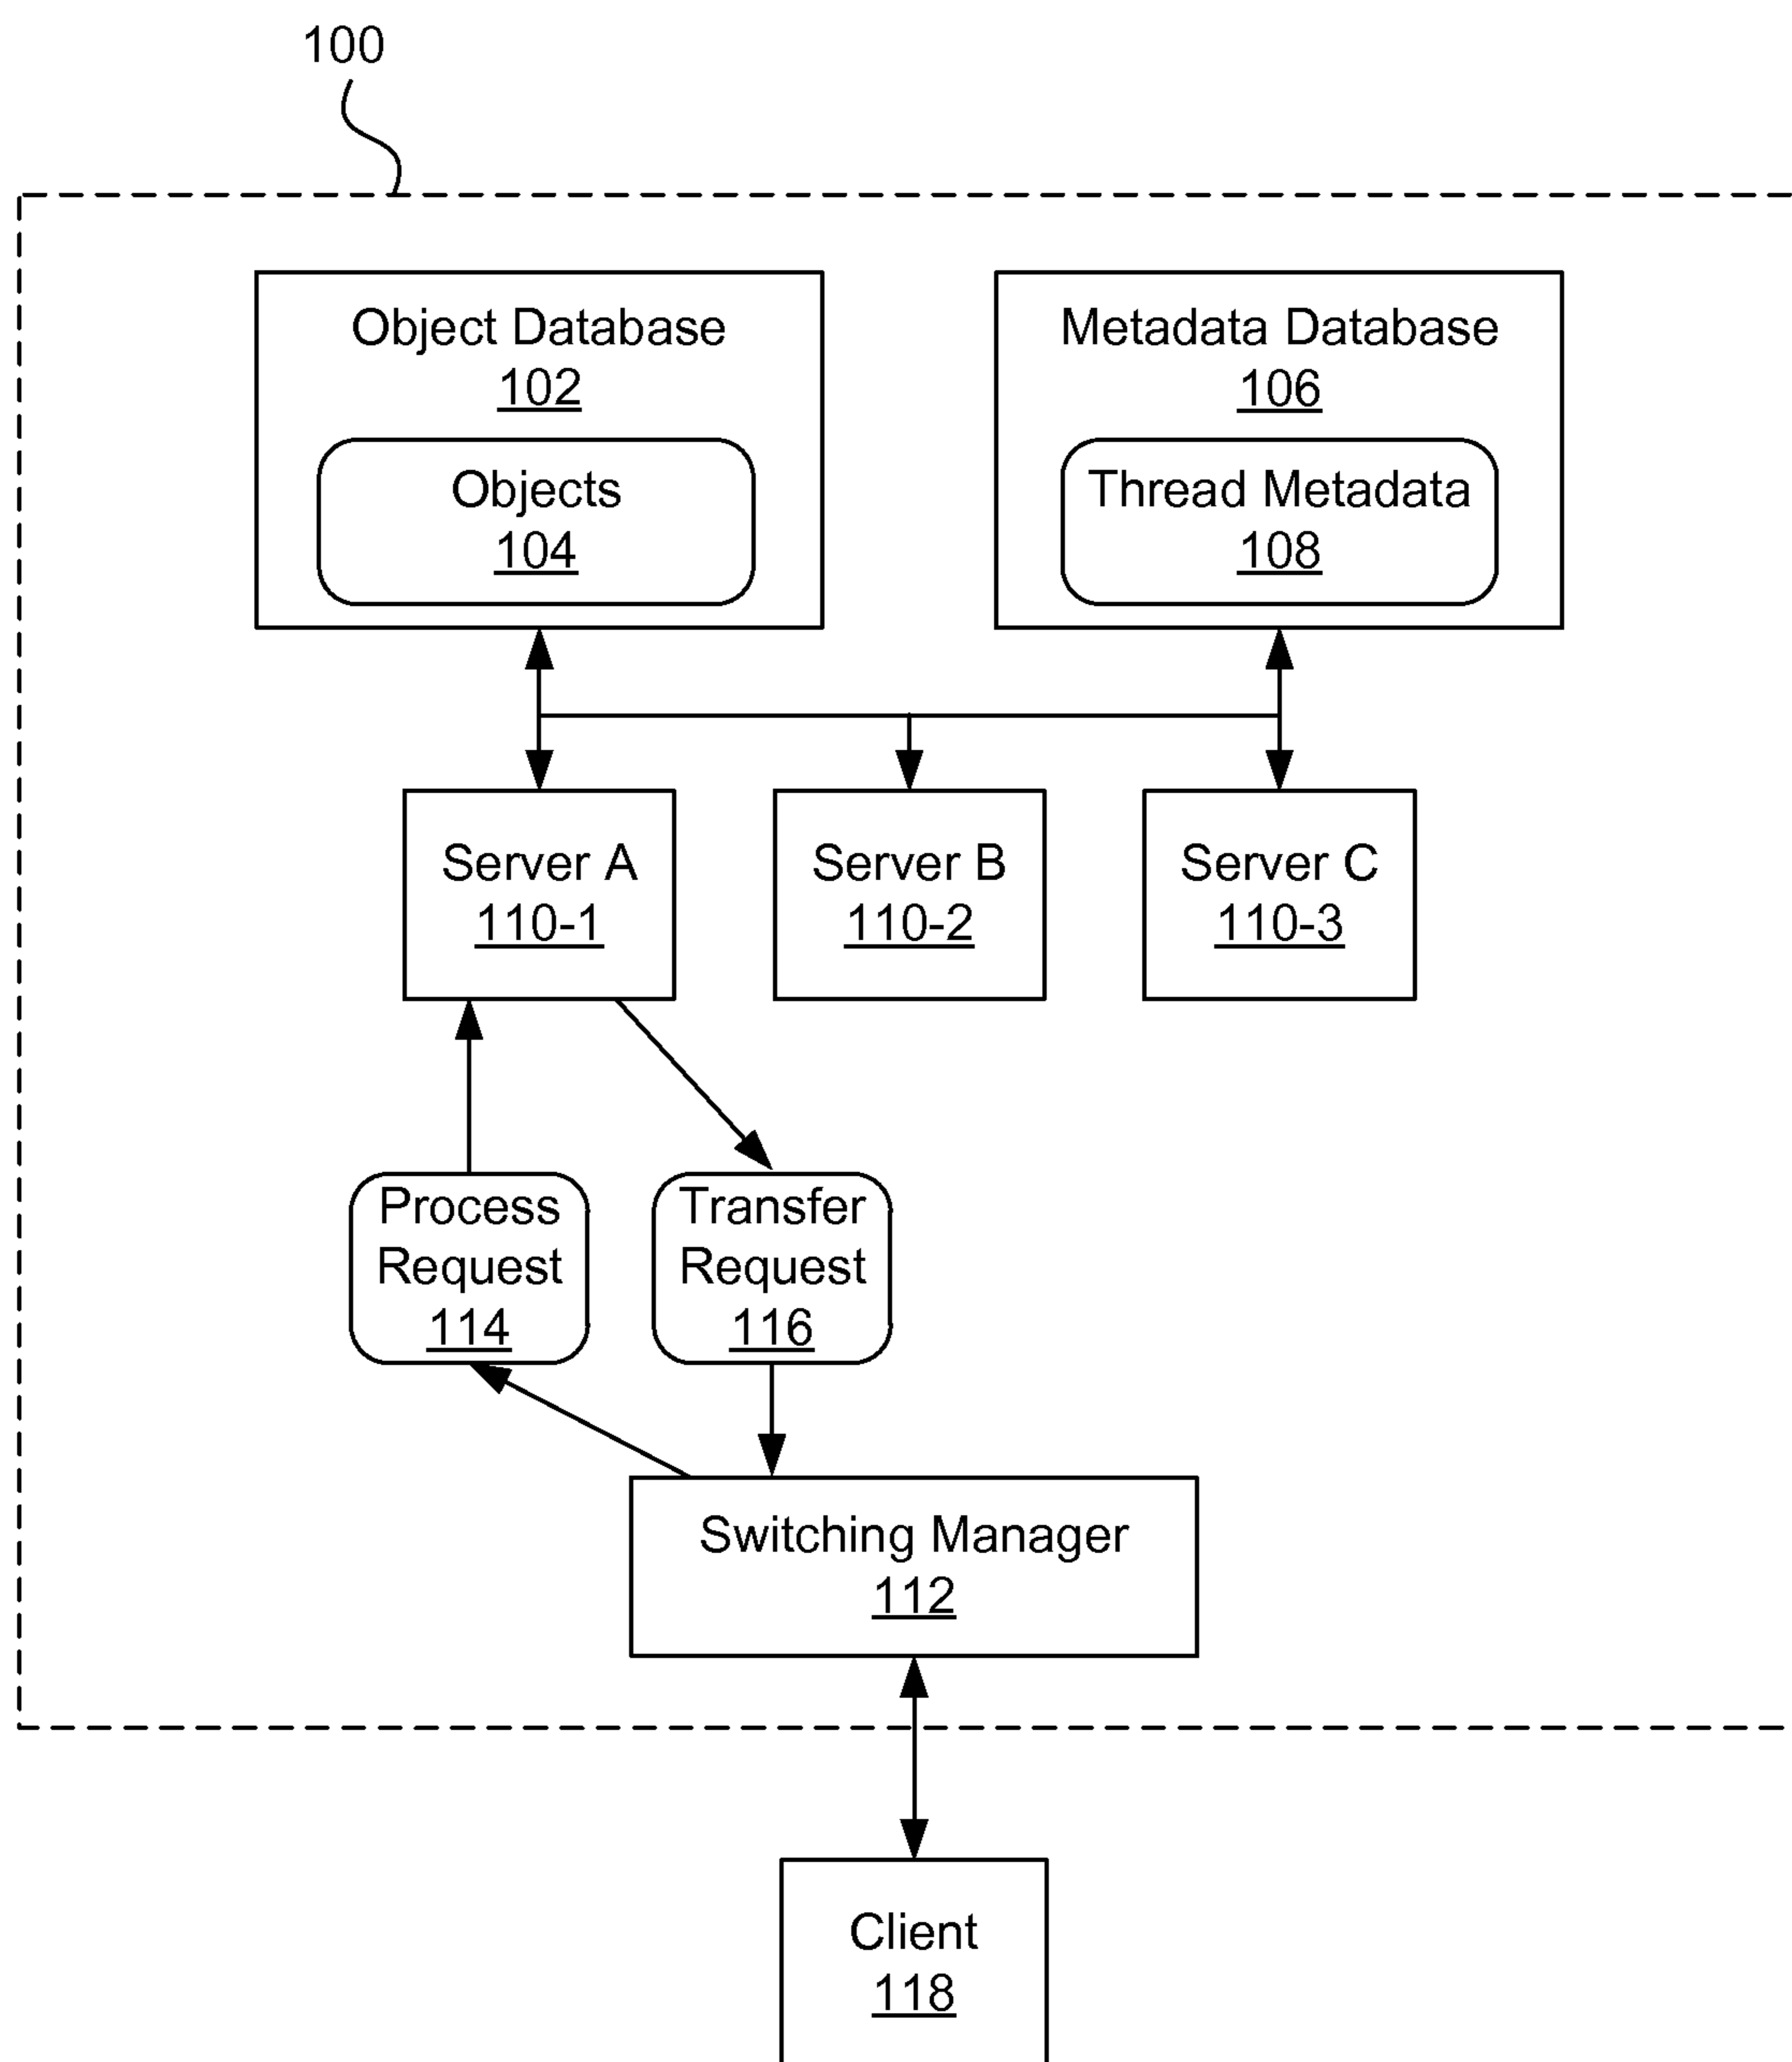 100
Object Database
102
Objects
104
Metadata Database
106
Thread Metadata
108
Server A
110-1
Server B
110-2
Server C
110-3
Process
Request
114
Transfer
Request
116
Switching Manager
112
Client
118